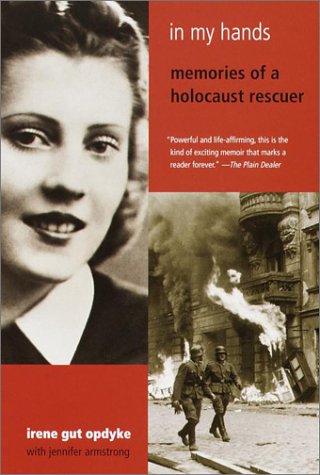 in my hands
memories of a
holocaust rescuer
"Powerful and life-affirming, this is the
kind of exciting memoir that marks a
reader forever." —The Plain Dealer
irene gut opdyke
with jennifer armstrong